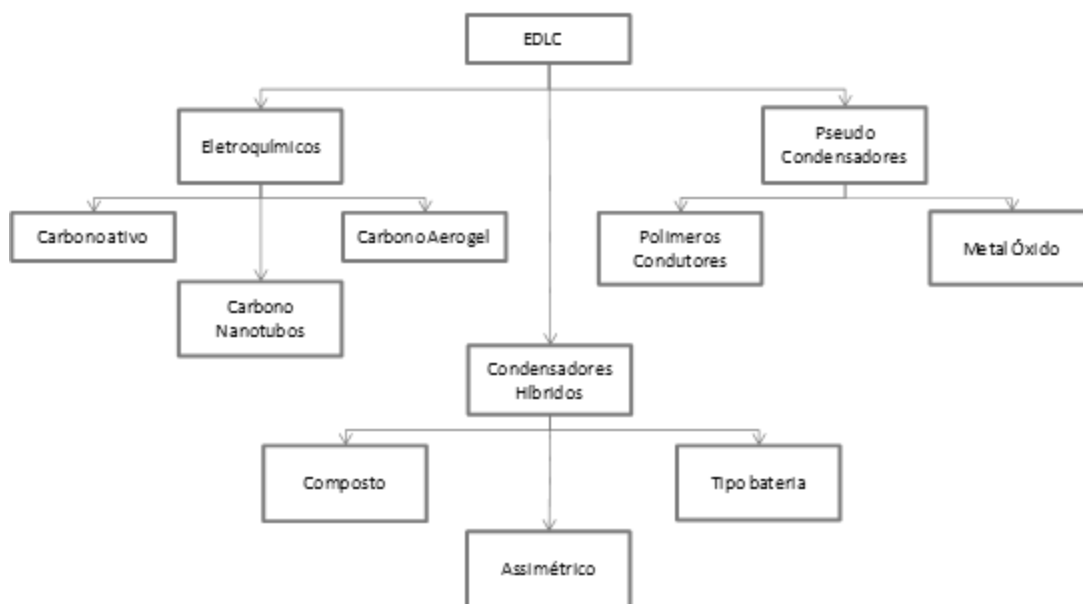 EDLC
Eletroquímicos
Pseudo
Condensadores
Carbono ativo
Carbono Aerogel
Polimeros
Condutores
Metal Óxido
Carbono
Nanotubos
Condensadores
Híbridos
Composto
Tipo bateria
Assimétrico